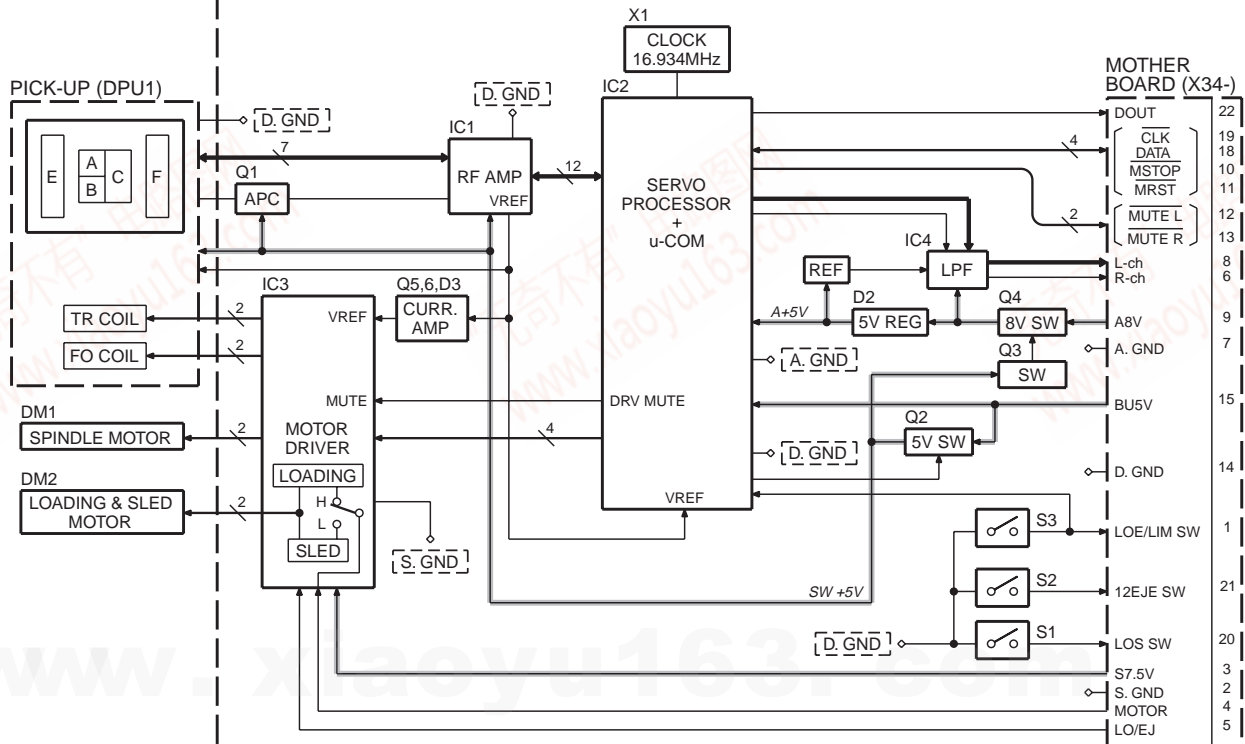 X1
CLOCK
16.934MHz
MOTHER
BOARD (X34-)
PICK-UP (DPU1)
D. GND
D. GND
IC1
IC2
DOUT 22
CLK 19
DATA 18
MSTOP 10
MRST 11
4
7
E
A
B
C
F
Q1
APC
RF AMP
VREF
12
SERVO
PROCESSOR
+
u-COM
2
MUTE L 12
MUTE R 13
IC4
LPF
REF
L-ch 8
R-ch 6
IC3
Q5,6,D3
CURR.
AMP
VREF
A+5V
D2
5V REG
Q4
8V SW
A8V 9
TR COIL
2
FO COIL
2
A. GND
Q3
SW
A. GND 7
MUTE
DRV MUTE
BU5V 15
DM1
SPINDLE MOTOR
2
MOTOR
DRIVER
4
Q2
5V SW
D. GND
D. GND 14
DM2
LOADING & SLED
MOTOR
2
LOADING
H
L
SLED
VREF
S. GND
S3
LOE/LIM SW 1
SW +5V
S2
12EJE SW 21
D. GND
S1
LOS SW 20
S7.5V 3
S. GND 2
MOTOR 4
LO/EJ 5
www.xiaoyu163.com